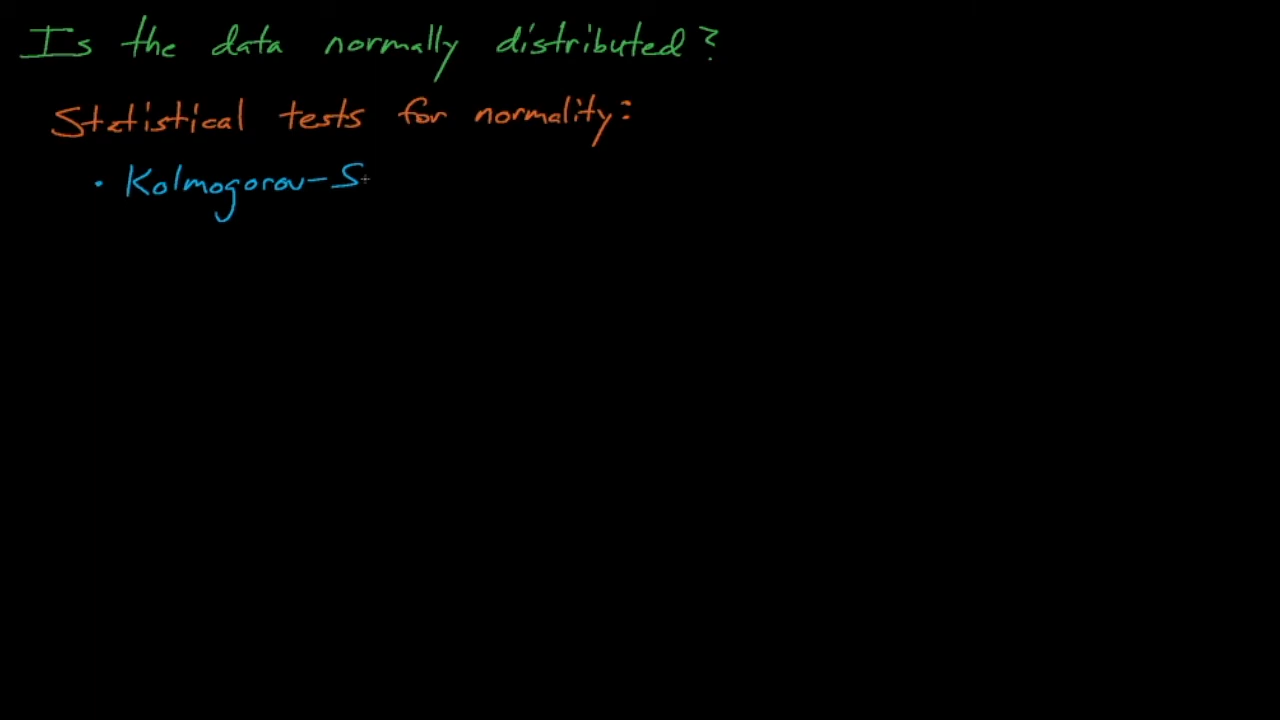 Is the data normally distributed?
Statistical tests for normality:
• Kolmogorov-S